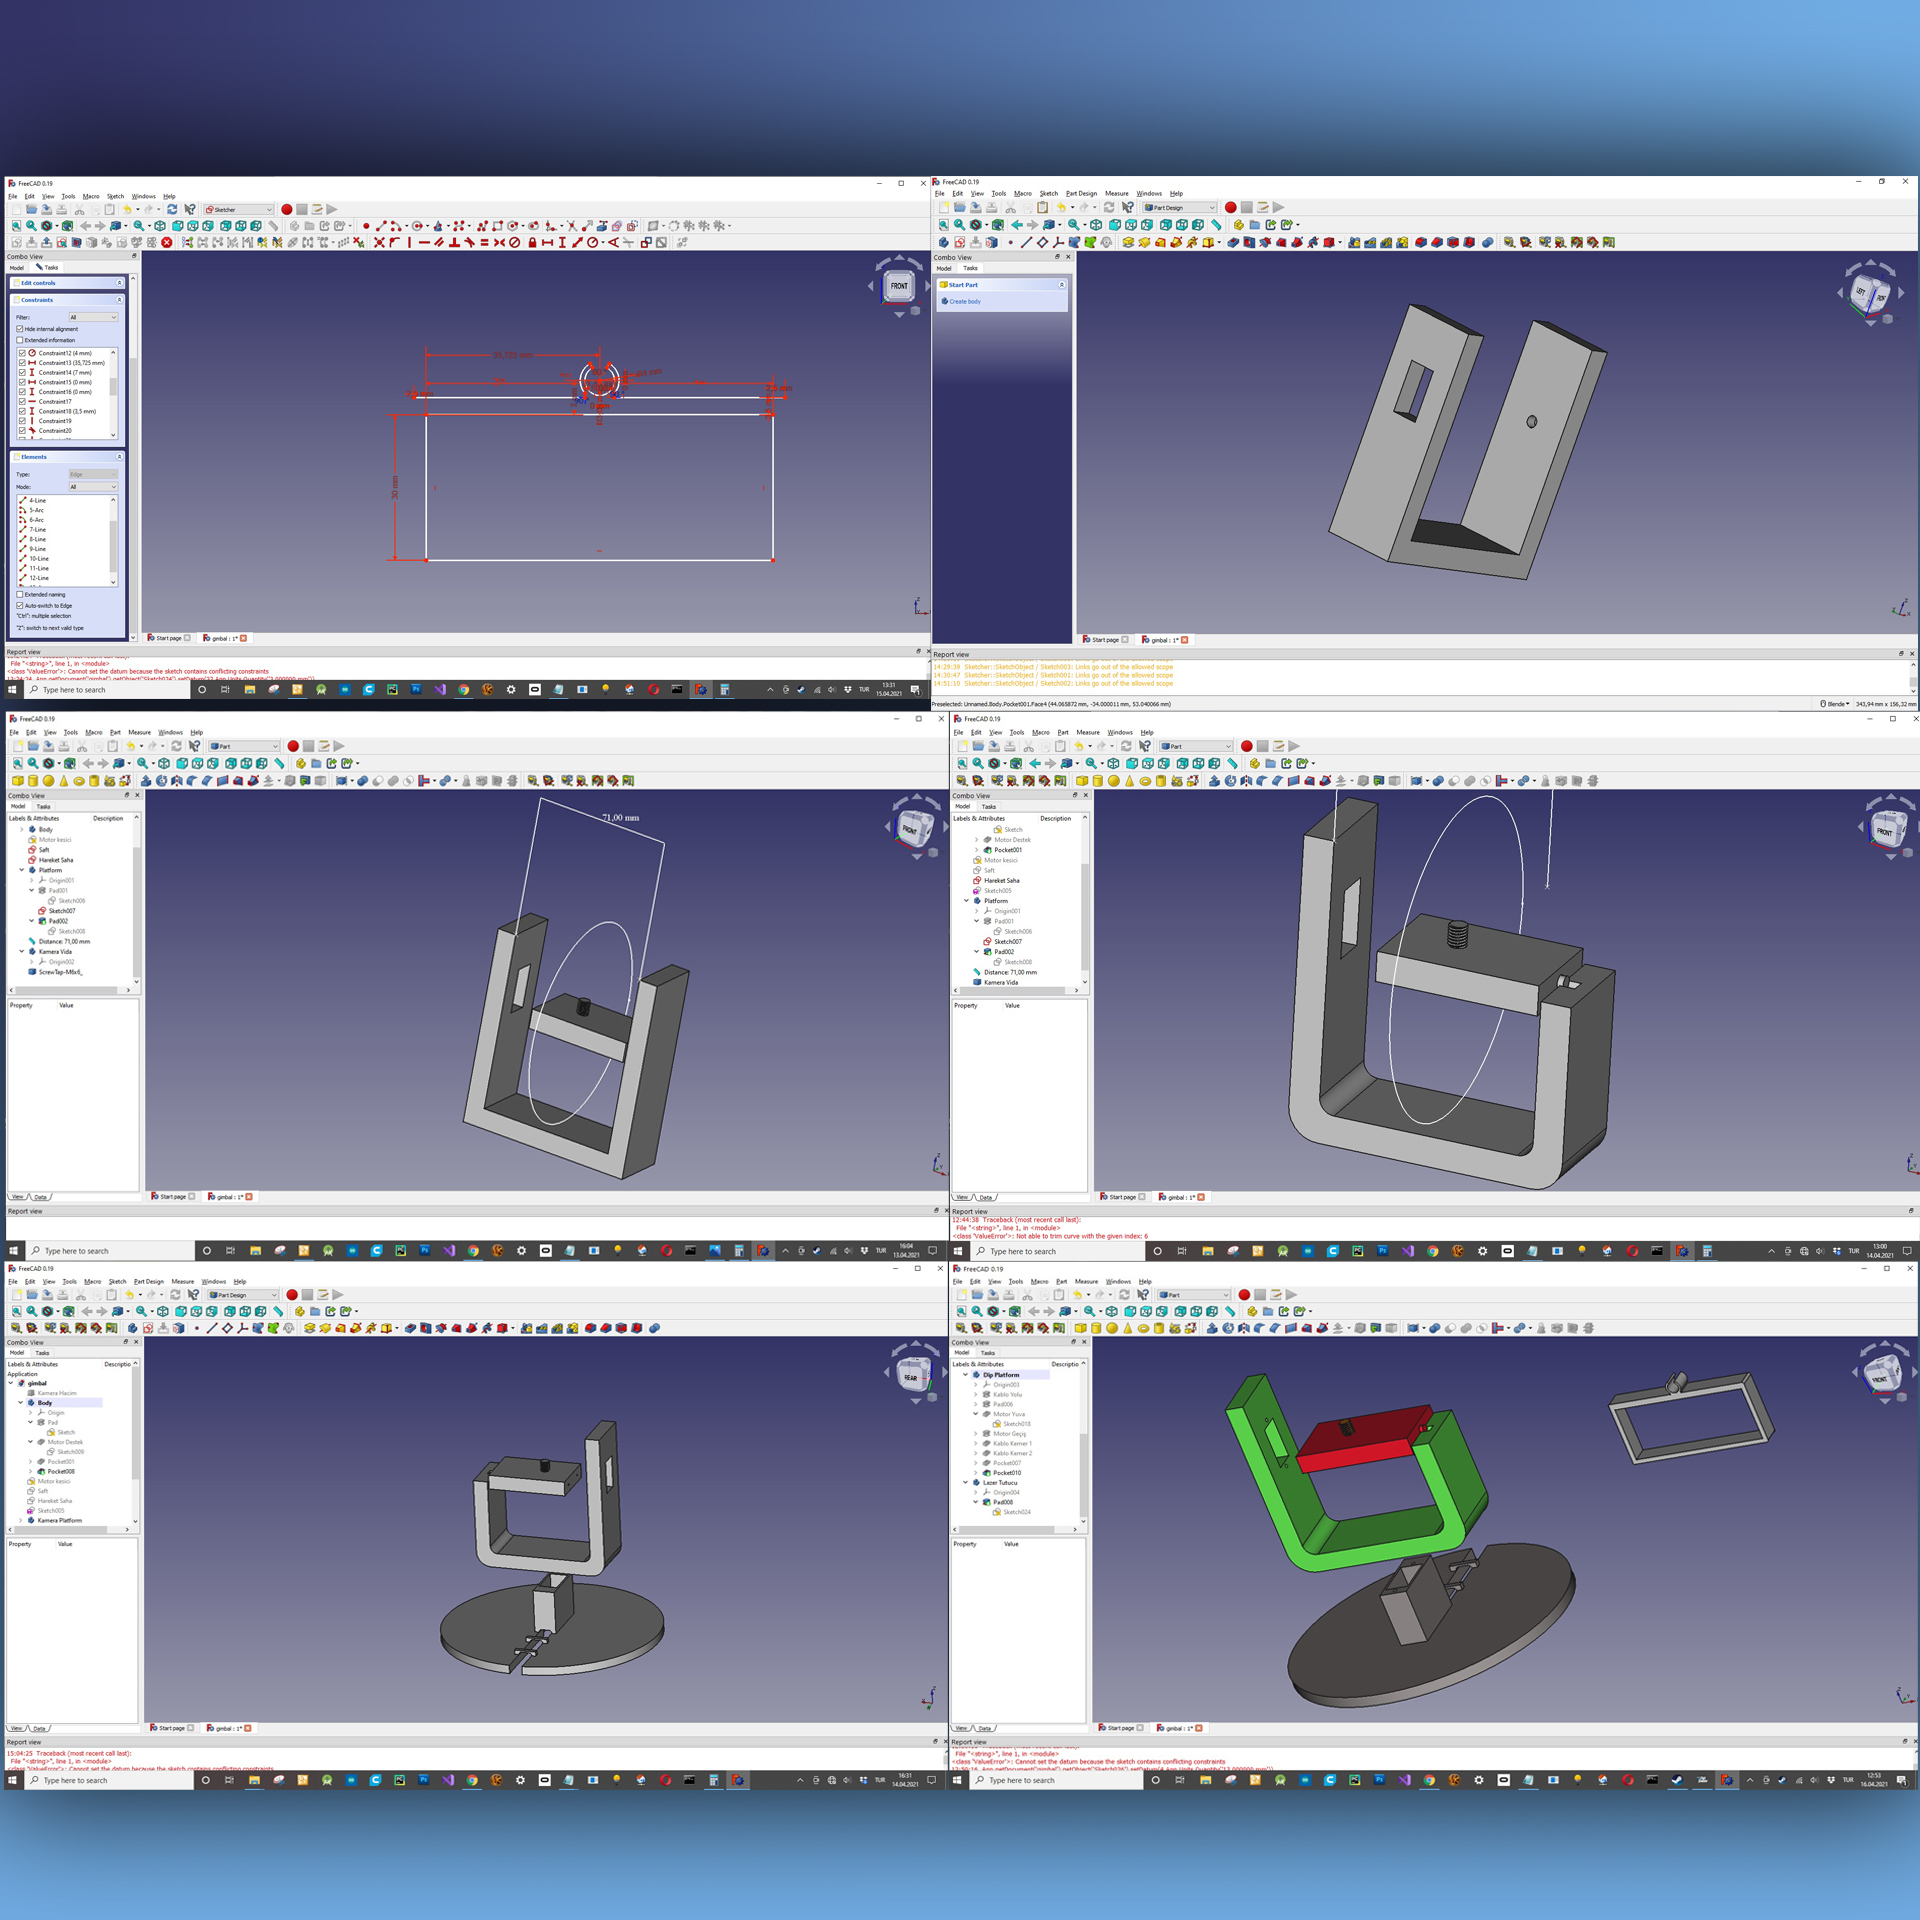 FreeCAD 0.19
File Edit View Tools Macro Sketch Windows Help
Sketcher
Combo View
Model Tasks
Edit controls
Constraints
Filter: All
Hide internal alignment
Extended information
Constraint12 (4 mm)
Constraint13 (35,725 mm)
Constraint14 (7 mm)
Constraint15 (0 mm)
Constraint16 (0 mm)
Constraint17
Constraint18 (3,5 mm)
Constraint19
Constraint20
Elements
Type: Edge
Mode: All
4-Line
5-Arc
6-Arc
7-Line
8-Line
9-Line
10-Line
11-Line
12-Line
Extended naming
Auto-switch to Edge
"Ctrl": multiple selection
"Z": switch to next valid type
30 mm
FRONT
Start page
gimbal : 1*
Report view
File "<string>", line 1, in <module>
<class 'ValueError'>: Cannot set the datum because the sketch contains conflicting constraints
Type here to search
TUR
13:31
15.04.2021
FreeCAD 0.19
File Edit View Tools Macro Sketch Part Design Measure Windows Help
Part Design
Combo View
Model Tasks
Start Part
Create body
LEFT
Start page
gimbal : 1*
Report view
14:29:39 Sketcher::SketchObject / Sketch003: Links go out of the allowed scope
14:30:47 Sketcher::SketchObject / Sketch001: Links go out of the allowed scope
14:51:10 Sketcher::SketchObject / Sketch002: Links go out of the allowed scope
Preselected: Unnamed.Body.Pocket001.Face4 (44.065872 mm, -34.000011 mm, 53.040066 mm)
Blende
343,94 mm x 156,32 mm
FreeCAD 0.19
File Edit View Tools Macro Part Measure Windows Help
Part
Combo View
Model Tasks
Labels & Attributes Description
Body
Motor kesici
Saft
Hareket Saha
Platform
Origin001
Pad001
Sketch006
Sketch007
Pad002
Sketch008
Distance: 71,00 mm
Kamera Vida
Origin002
ScrewTap-M6x6_
Property Value
71,00 mm
FRONT
View Data
Start page
gimbal : 1*
Report view
Type here to search
TUR
16:04
13.04.2021
FreeCAD 0.19
File Edit View Tools Macro Part Measure Windows Help
Part
Combo View
Model Tasks
Labels & Attributes Description
Sketch
Motor Destek
Pocket001
Motor kesici
Saft
Hareket Saha
Sketch005
Platform
Origin001
Pad001
Sketch006
Sketch007
Pad002
Sketch008
Distance: 71,00 mm
Kamera Vida
Property Value
FRONT
View Data
Start page
gimbal : 1*
Report view
12:44:38 Traceback (most recent call last):
File "<string>", line 1, in <module>
<class 'ValueError'>: Not able to trim curve with the given index: 6
Type here to search
TUR
13:00
14.04.2021
FreeCAD 0.19
File Edit View Tools Macro Sketch Part Design Measure Windows Help
Part Design
Combo View
Model Tasks
Labels & Attributes Descriptio
Application
gimbal
Kamera Hacim
Body
Origin
Pad
Sketch
Motor Destek
Sketch009
Pocket001
Pocket008
Motor kesici
Saft
Hareket Saha
Sketch005
Kamera Platform
Property Value
REAR
View Data
Start page
gimbal : 1*
Report view
15:04:25 Traceback (most recent call last):
File "<string>", line 1, in <module>
<class 'ValueError'>: Cannot set the datum because the sketch contains conflicting constraints
Type here to search
TUR
16:31
14.04.2021
FreeCAD 0.19
File Edit View Tools Macro Part Measure Windows Help
Part
Combo View
Model Tasks
Labels & Attributes Descriptio
Dip Platform
Origin003
Kablo Yolu
Pad006
Motor Yuva
Sketch018
Motor Geçiş
Kablo Kemer 1
Kablo Kemer 2
Pocket007
Pocket010
Lazer Tutucu
Origin004
Pad008
Sketch024
Property Value
FRONT
View Data
Start page
gimbal : 1*
Report view
File "<string>", line 1, in <module>
<class 'ValueError'>: Cannot set the datum because the sketch contains conflicting constraints
Type here to search
TUR
12:53
16.04.2021